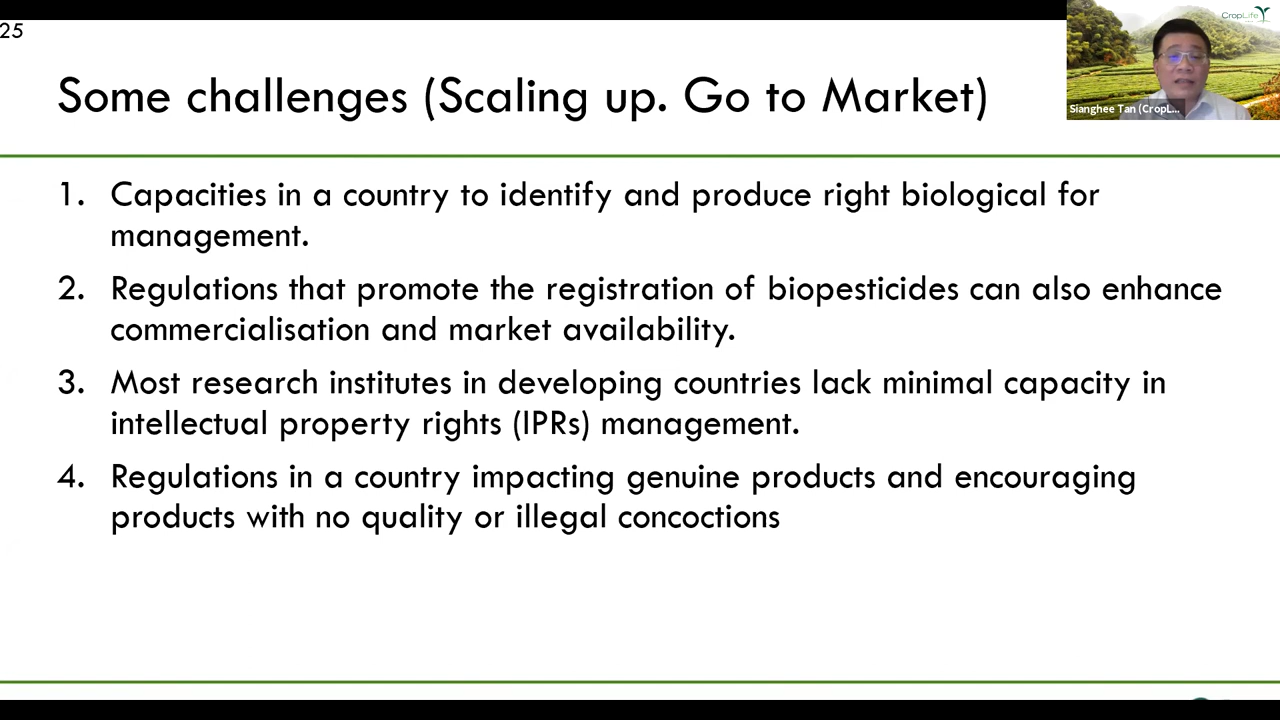 25
CropLife
Sianghee Tan (CropL...
Some challenges (Scaling up. Go to Market)
1. Capacities in a country to identify and produce right biological for
management.
2. Regulations that promote the registration of biopesticides can also enhance
commercialisation and market availability.
3. Most research institutes in developing countries lack minimal capacity in
intellectual property rights (IPRs) management.
4. Regulations in a country impacting genuine products and encouraging
products with no quality or illegal concoctions